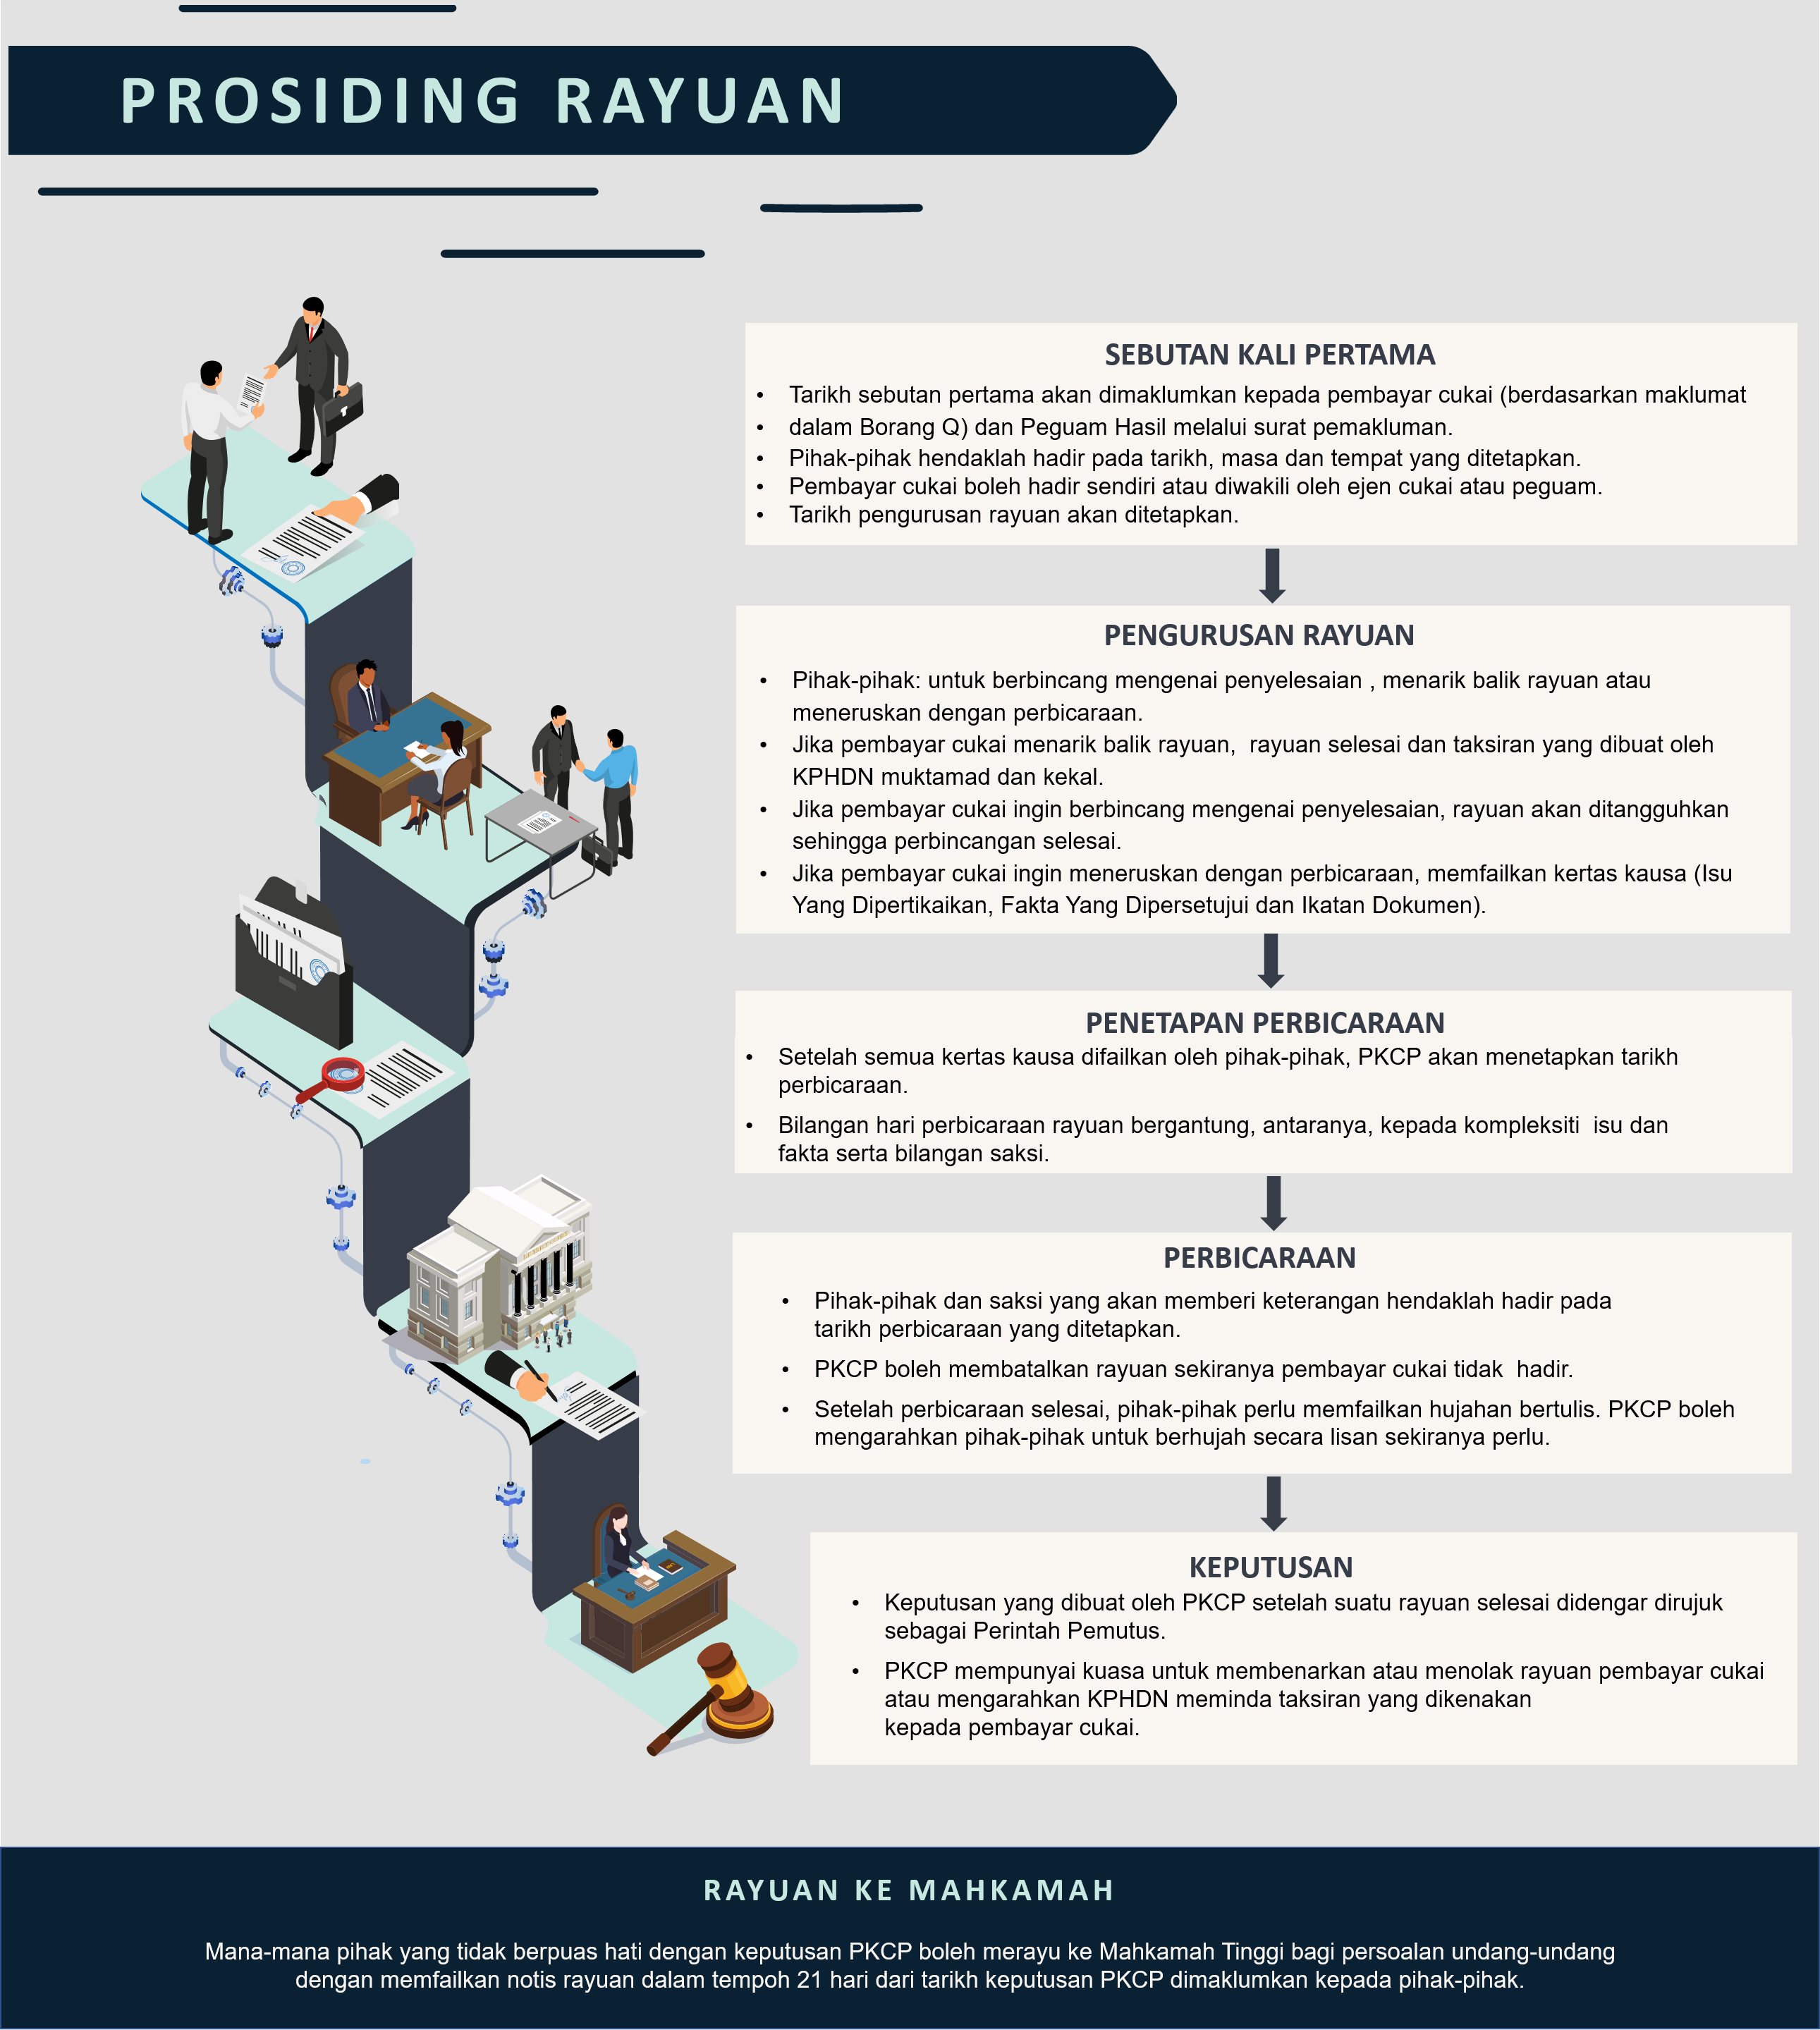 PROSIDING RAYUAN
SEBUTAN KALI PERTAMA
• Tarikh sebutan pertama akan dimaklumkan kepada pembayar cukai (berdasarkan maklumat
• dalam Borang Q) dan Peguam Hasil melalui surat pemakluman.
• Pihak-pihak hendaklah hadir pada tarikh, masa dan tempat yang ditetapkan.
• Pembayar cukai boleh hadir sendiri atau diwakili oleh ejen cukai atau peguam.
• Tarikh pengurusan rayuan akan ditetapkan.
PENGURUSAN RAYUAN
• Pihak-pihak: untuk berbincang mengenai penyelesaian , menarik balik rayuan atau
meneruskan dengan perbicaraan.
• Jika pembayar cukai menarik balik rayuan,  rayuan selesai dan taksiran yang dibuat oleh
KPHDN muktamad dan kekal.
• Jika pembayar cukai ingin berbincang mengenai penyelesaian, rayuan akan ditangguhkan
sehingga perbincangan selesai.
• Jika pembayar cukai ingin meneruskan dengan perbicaraan, memfailkan kertas kausa (Isu
Yang Dipertikaikan, Fakta Yang Dipersetujui dan Ikatan Dokumen).
PENETAPAN PERBICARAAN
• Setelah semua kertas kausa difailkan oleh pihak-pihak, PKCP akan menetapkan tarikh
perbicaraan.
• Bilangan hari perbicaraan rayuan bergantung, antaranya, kepada kompleksiti  isu dan
fakta serta bilangan saksi.
PERBICARAAN
• Pihak-pihak dan saksi yang akan memberi keterangan hendaklah hadir pada
tarikh perbicaraan yang ditetapkan.
• PKCP boleh membatalkan rayuan sekiranya pembayar cukai tidak  hadir.
• Setelah perbicaraan selesai, pihak-pihak perlu memfailkan hujahan bertulis. PKCP boleh
mengarahkan pihak-pihak untuk berhujah secara lisan sekiranya perlu.
KEPUTUSAN
• Keputusan yang dibuat oleh PKCP setelah suatu rayuan selesai didengar dirujuk
sebagai Perintah Pemutus.
• PKCP mempunyai kuasa untuk membenarkan atau menolak rayuan pembayar cukai
atau mengarahkan KPHDN meminda taksiran yang dikenakan
kepada pembayar cukai.
RAYUAN KE MAHKAMAH
Mana-mana pihak yang tidak berpuas hati dengan keputusan PKCP boleh merayu ke Mahkamah Tinggi bagi persoalan undang-undang
dengan memfailkan notis rayuan dalam tempoh 21 hari dari tarikh keputusan PKCP dimaklumkan kepada pihak-pihak.